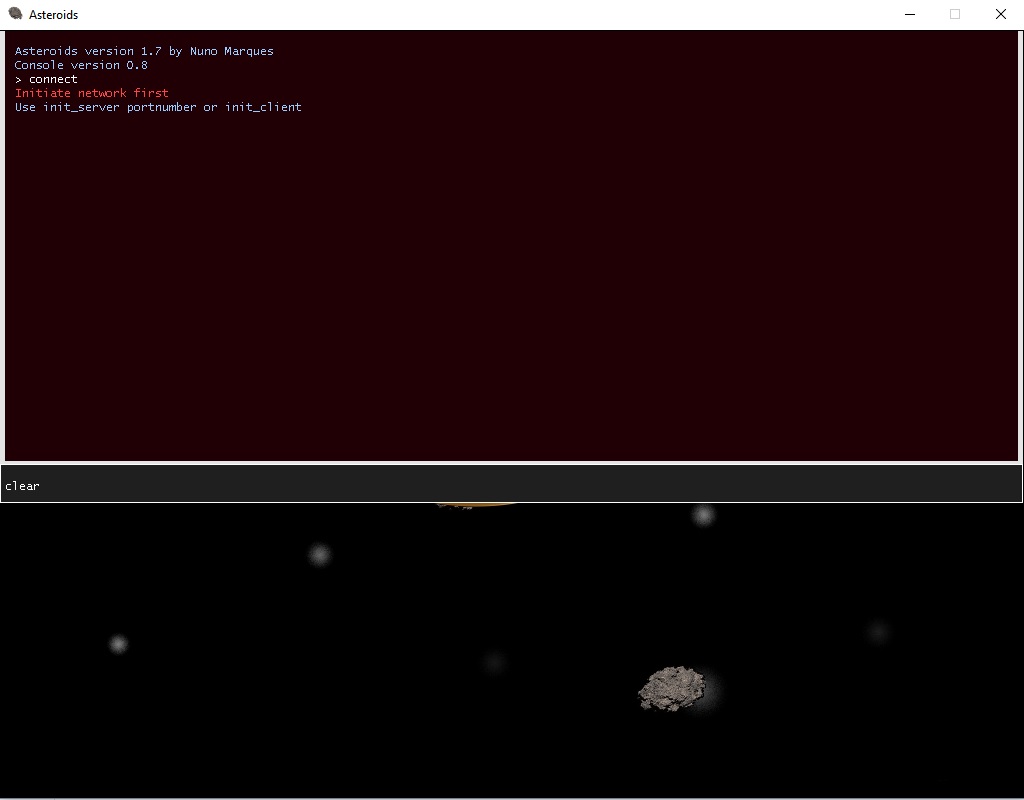 Asteroids
Asteroids version 1.7 by Nuno Marques
Console version 0.8
> connect
Initiate network first
Use init_server portnumber or init_client
clear